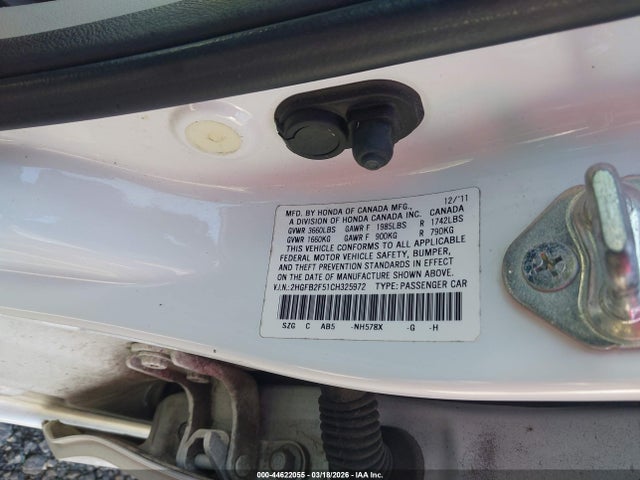 MFD. BY HONDA OF CANADA MFG., 12/'11
A DIVISION OF HONDA CANADA INC. CANADA
GVWR 3660LBS GAWR F 1985LBS R 1742LBS
GVWR 1660KG GAWR F 900KG R 790KG
THIS VEHICLE CONFORMS TO ALL APPLICABLE
FEDERAL MOTOR VEHICLE SAFETY, BUMPER,
AND THEFT PREVENTION STANDARDS IN EFFECT
ON THE DATE OF MANUFACTURE SHOWN ABOVE.
V.I.N.:2HGFB2F51CH325972 TYPE:PASSENGER CAR
SZG C AB5 -NH578X -G -H
000-44622055 - 03/18/2026 - IAA Inc.